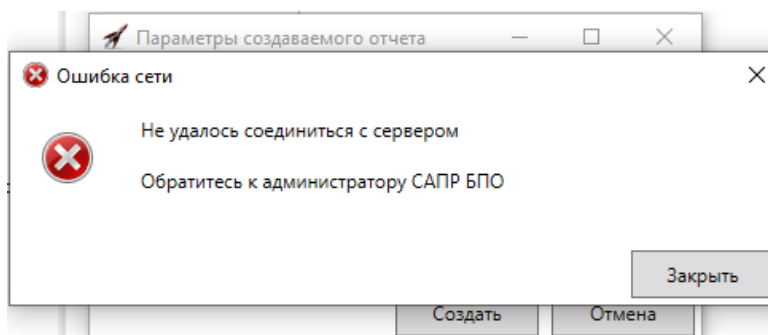 Параметры создаваемого отчета
Ошибка сети
Не удалось соединиться с сервером
Обратитесь к администратору САПР БПО
Закрыть
Создать
Отмена